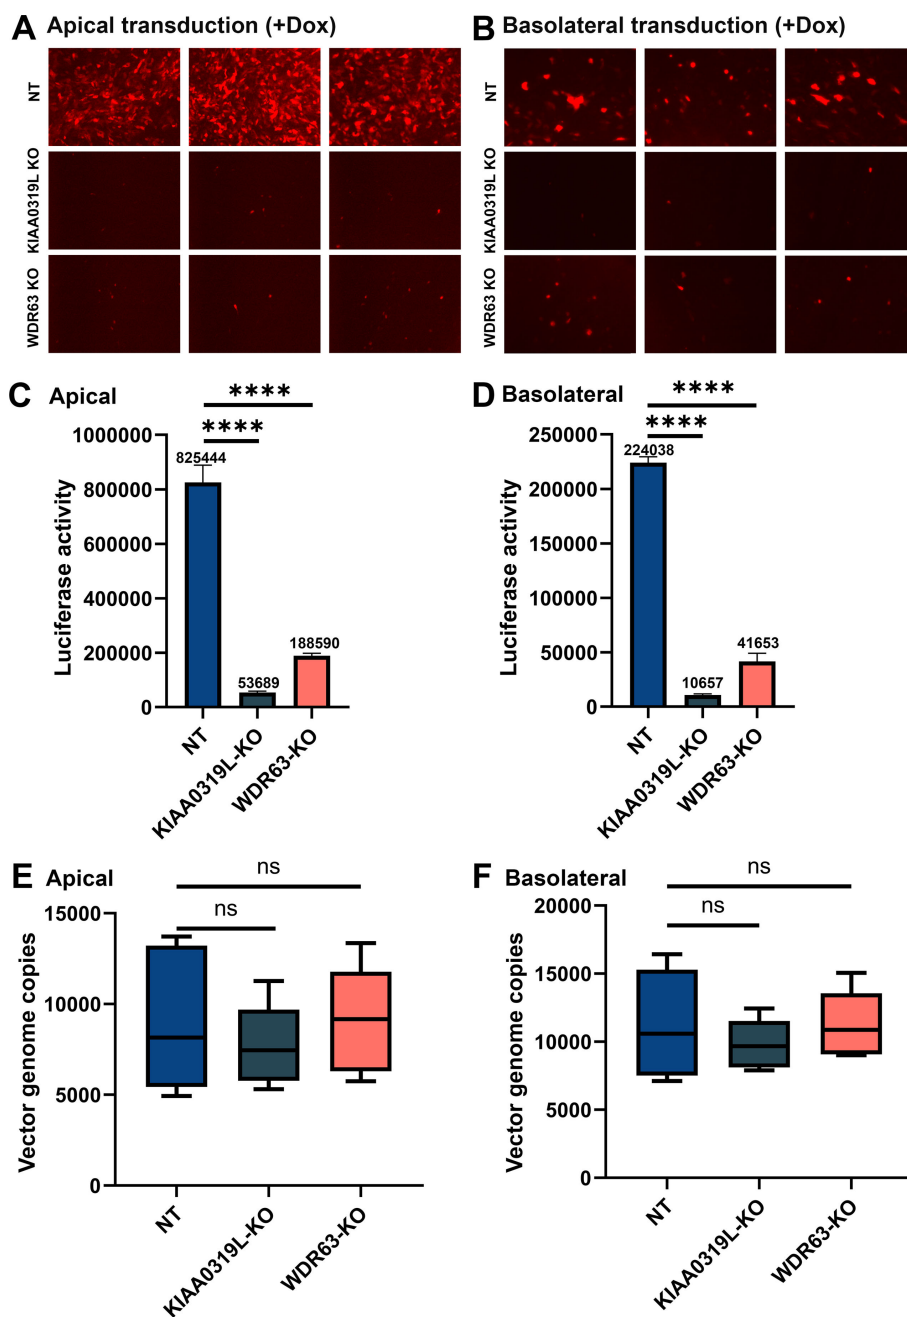 A Apical transduction (+Dox)
NT
KIAA0319L KO
WDR63 KO
B Basolateral transduction (+Dox)
NT
KIAA0319L KO
WDR63 KO
C Apical
****
****
Luciferase activity
1000000
800000
600000
400000
200000
0
825444
53689
188590
NT
KIAA0319L-KO
WDR63-KO
D Basolateral
****
****
Luciferase activity
250000
200000
150000
100000
50000
0
224038
10657
41653
NT
KIAA0319L-KO
WDR63-KO
E Apical
ns
ns
Vector genome copies
15000
10000
5000
0
NT
KIAA0319L-KO
WDR63-KO
F Basolateral
ns
ns
Vector genome copies
20000
15000
10000
5000
0
NT
KIAA0319L-KO
WDR63-KO